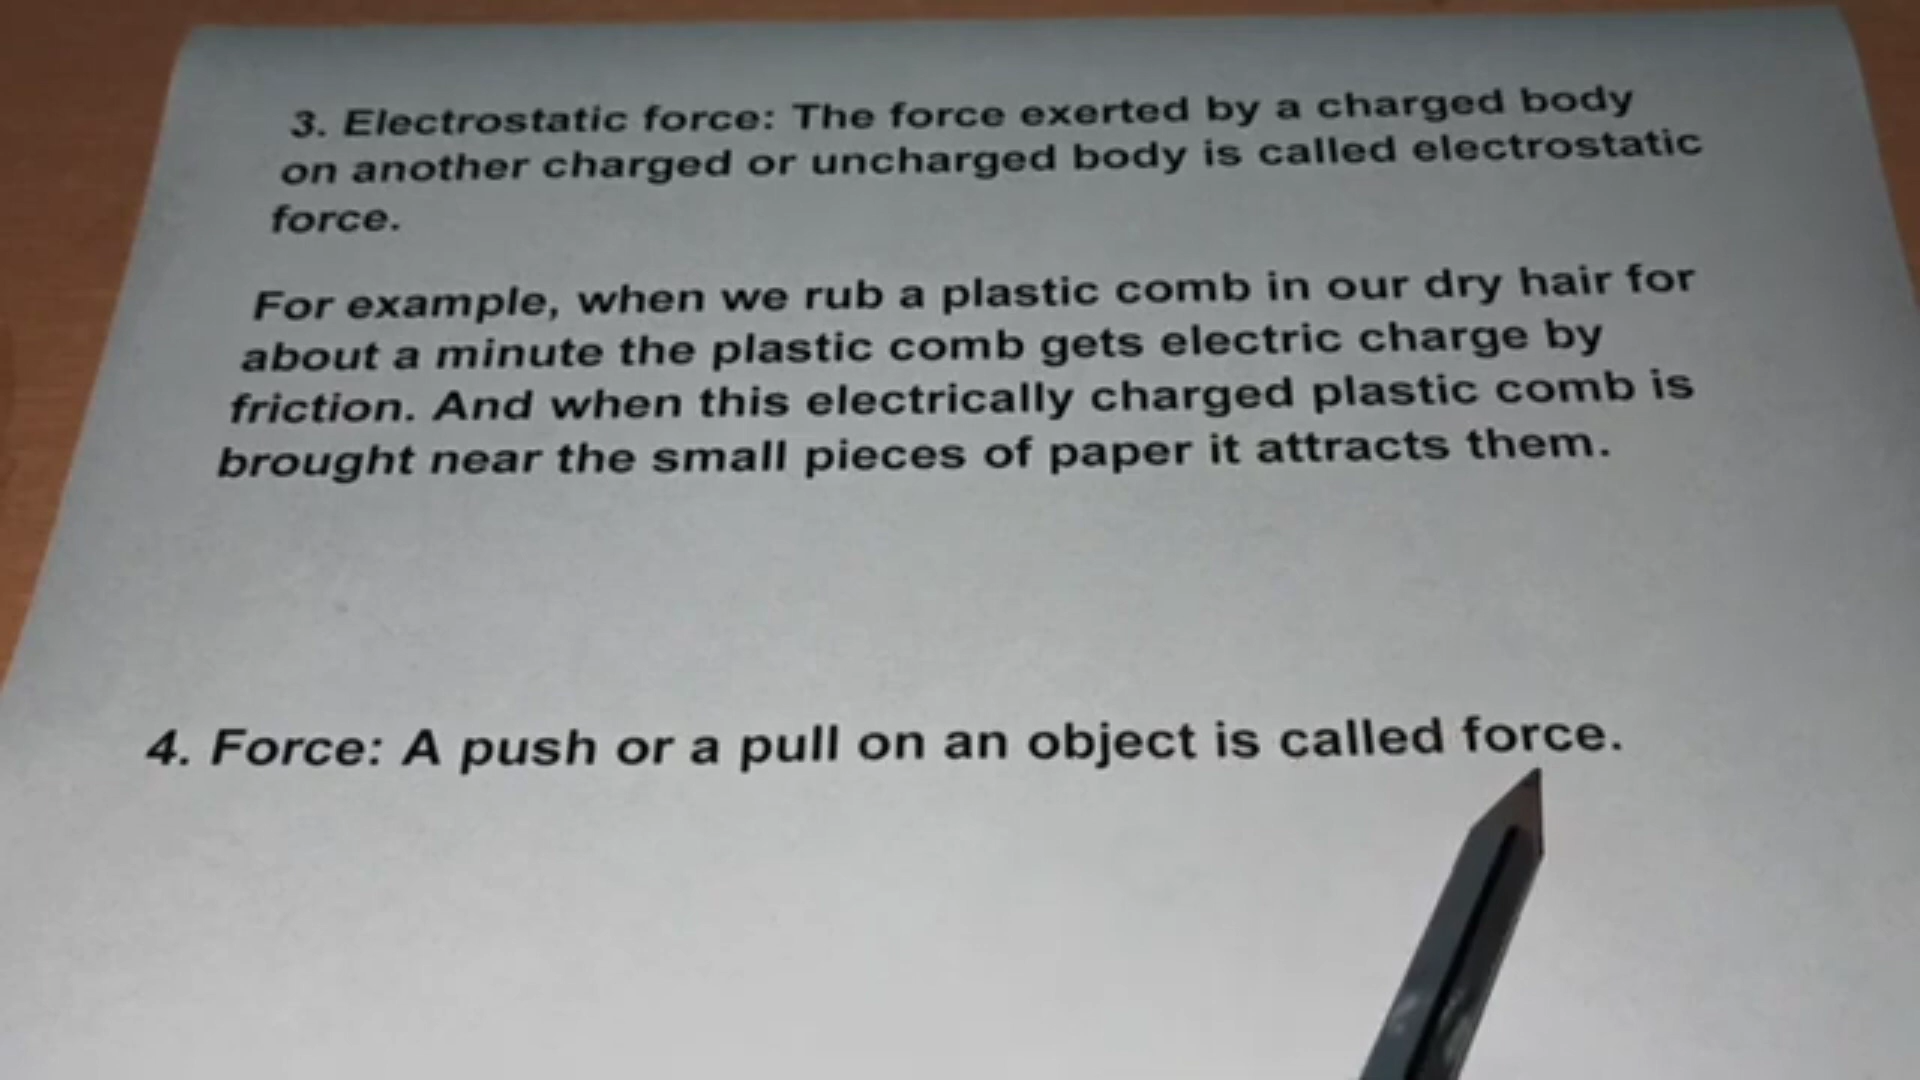 3. Electrostatic force: The force exerted by a charged body
on another charged or uncharged body is called electrostatic
force.
For example, when we rub a plastic comb in our dry hair for
about a minute the plastic comb gets electric charge by
friction. And when this electrically charged plastic comb is
brought near the small pieces of paper it attracts them.
4. Force: A push or a pull on an object is called force.